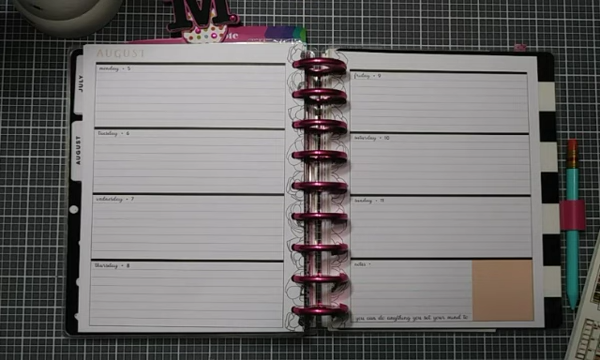 M
AUGUST
JULY
AUGUST
monday • 5
tuesday • 6
wednesday • 7
thursday • 8
friday • 9
saturday • 10
sunday • 11
notes
you can do anything you set your mind to